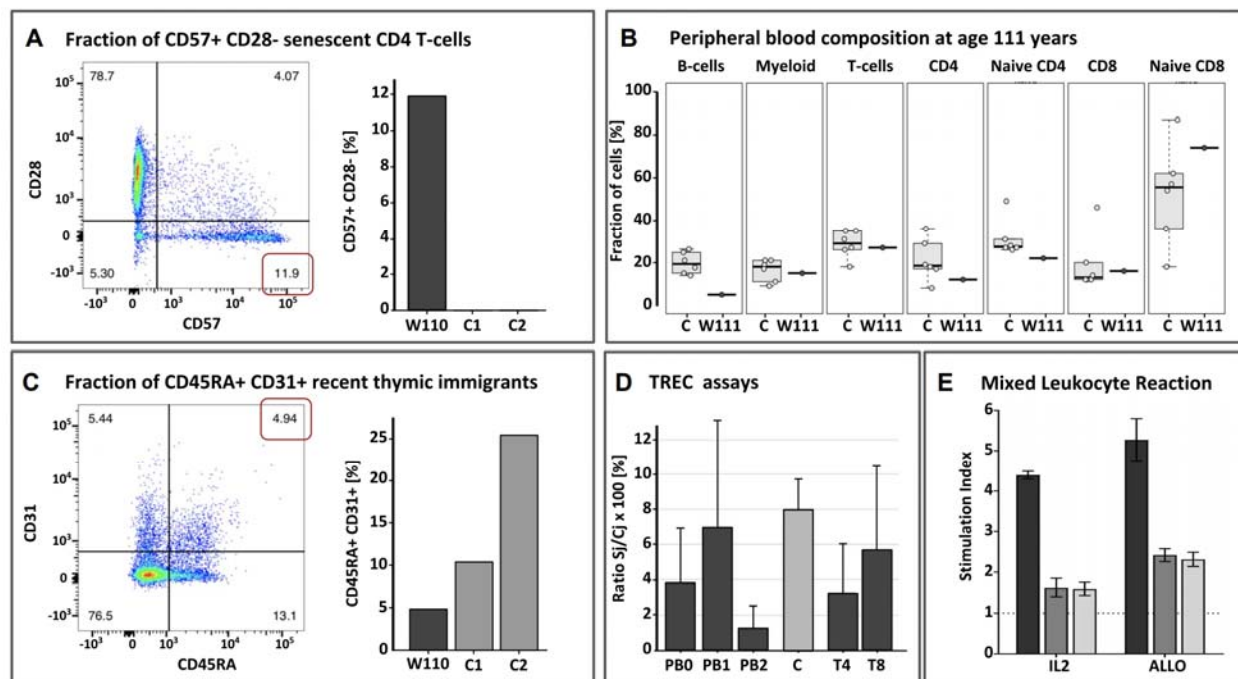 A Fraction of CD57+ CD28- senescent CD4 T-cells
78.7
4.07
10⁵
10⁴
10³
0
-10³
CD28
5.30
11.9
-10³ 0 10³ 10⁴ 10⁵
CD57
CD57+ CD28- [%]
12
10
8
6
4
2
0
W110 C1 C2
B Peripheral blood composition at age 111 years
B-cells Myeloid T-cells CD4 Naive CD4 CD8 Naive CD8
Fraction of cells [%]
100
80
60
40
20
0
C W111 C W111 C W111 C W111 C W111 C W111 C W111
C Fraction of CD45RA+ CD31+ recent thymic immigrants
5.44
4.94
10⁵
10⁴
10³
0
-10³
CD31
76.5
13.1
-10³ 0 10³ 10⁴ 10⁵
CD45RA
CD45RA+ CD31+ [%]
25
20
15
10
5
0
W110 C1 C2
D TREC assays
Ratio Sj/Cj x 100 [%]
12
10
8
6
4
2
0
PB0 PB1 PB2 C T4 T8
E Mixed Leukocyte Reaction
Stimulation Index
6
5
4
3
2
1
0
IL2 ALLO